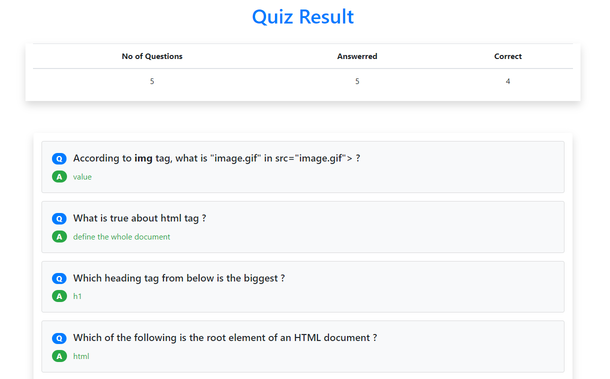 Quiz Result
No of Questions Answerred Correct
5 5 4
Q According to img tag, what is "image.gif" in src="image.gif"> ?
A value
Q What is true about html tag ?
A define the whole document
Q Which heading tag from below is the biggest ?
A h1
Q Which of the following is the root element of an HTML document ?
A html